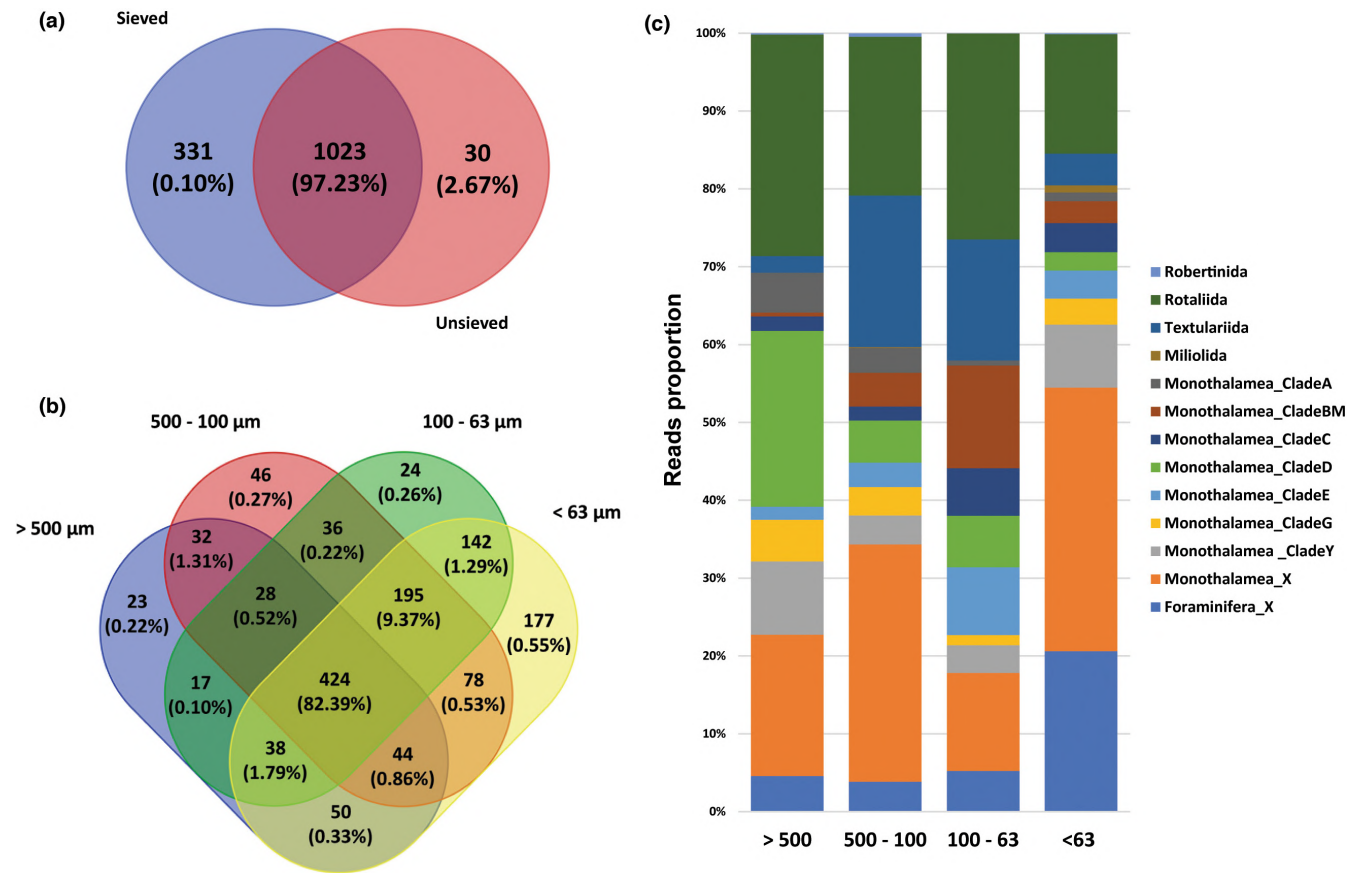 (a)
Sieved
331
(0.10%)
1023
(97.23%)
30
(2.67%)
Unsieved
(b)
500 - 100 µm
100 - 63 µm
> 500 µm
< 63 µm
46
(0.27%)
24
(0.26%)
32
(1.31%)
36
(0.22%)
142
(1.29%)
23
(0.22%)
28
(0.52%)
195
(9.37%)
177
(0.55%)
17
(0.10%)
424
(82.39%)
78
(0.53%)
38
(1.79%)
44
(0.86%)
50
(0.33%)
(c)
Reads proportion
100%
90%
80%
70%
60%
50%
40%
30%
20%
10%
0%
> 500
500 - 100
100 - 63
<63
Robertinida
Rotaliida
Textulariida
Miliolida
Monothalamea_CladeA
Monothalamea_CladeBM
Monothalamea_CladeC
Monothalamea_CladeD
Monothalamea_CladeE
Monothalamea_CladeG
Monothalamea _CladeY
Monothalamea_X
Foraminifera_X